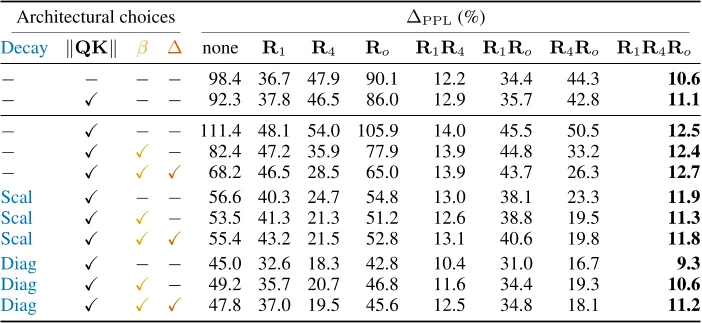 Architectural choices Δ_PPL (%)
Decay ‖QK‖ β Δ none R₁ R₄ Rₒ R₁R₄ R₁Rₒ R₄Rₒ R₁R₄Rₒ
− − − − 98.4 36.7 47.9 90.1 12.2 34.4 44.3 10.6
− ✓ − − 92.3 37.8 46.5 86.0 12.9 35.7 42.8 11.1
− ✓ − − 111.4 48.1 54.0 105.9 14.0 45.5 50.5 12.5
− ✓ ✓ − 82.4 47.2 35.9 77.9 13.9 44.8 33.2 12.4
− ✓ ✓ ✓ 68.2 46.5 28.5 65.0 13.9 43.7 26.3 12.7
Scal ✓ − − 56.6 40.3 24.7 54.8 13.0 38.1 23.3 11.9
Scal ✓ ✓ − 53.5 41.3 21.3 51.2 12.6 38.8 19.5 11.3
Scal ✓ ✓ ✓ 55.4 43.2 21.5 52.8 13.1 40.6 19.8 11.8
Diag ✓ − − 45.0 32.6 18.3 42.8 10.4 31.0 16.7 9.3
Diag ✓ ✓ − 49.2 35.7 20.7 46.8 11.6 34.4 19.3 10.6
Diag ✓ ✓ ✓ 47.8 37.0 19.5 45.6 12.5 34.8 18.1 11.2